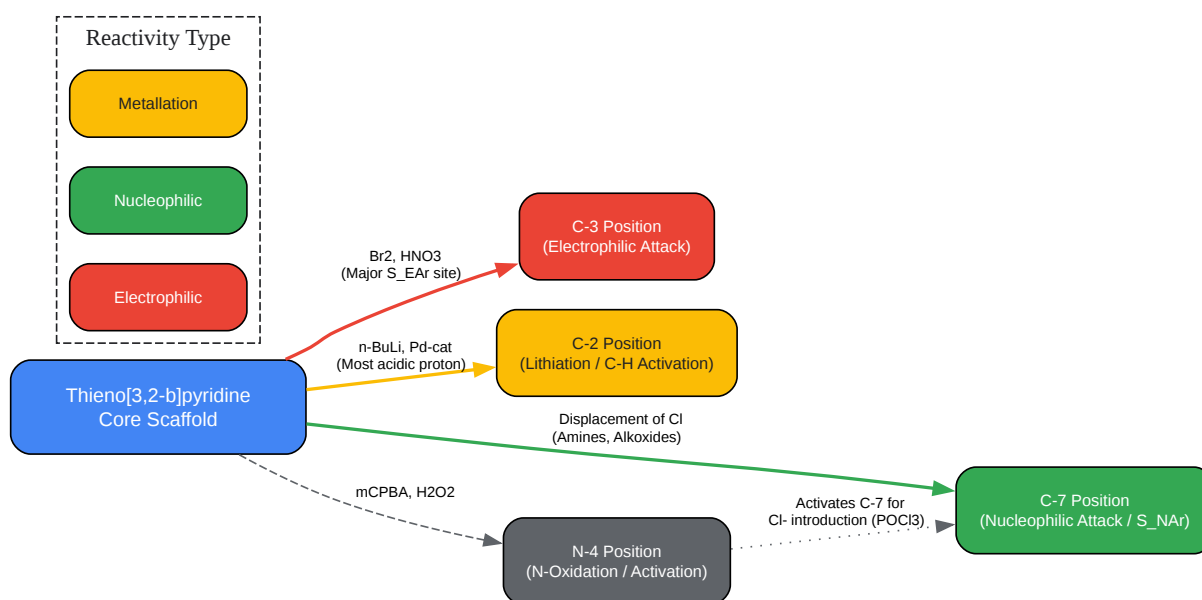 Reactivity Type
Metallation
Nucleophilic
Electrophilic
C-3 Position
(Electrophilic Attack)
Br2, HNO3
(Major S_EAr site)
n-BuLi, Pd-cat
(Most acidic proton)
C-2 Position
(Lithiation / C-H Activation)
Thieno[3,2-b]pyridine
Core Scaffold
Displacement of Cl
(Amines, Alkoxides)
mCPBA, H2O2
Activates C-7 for
Cl- introduction (POCl3)
C-7 Position
(Nucleophilic Attack / S_NAr)
N-4 Position
(N-Oxidation / Activation)